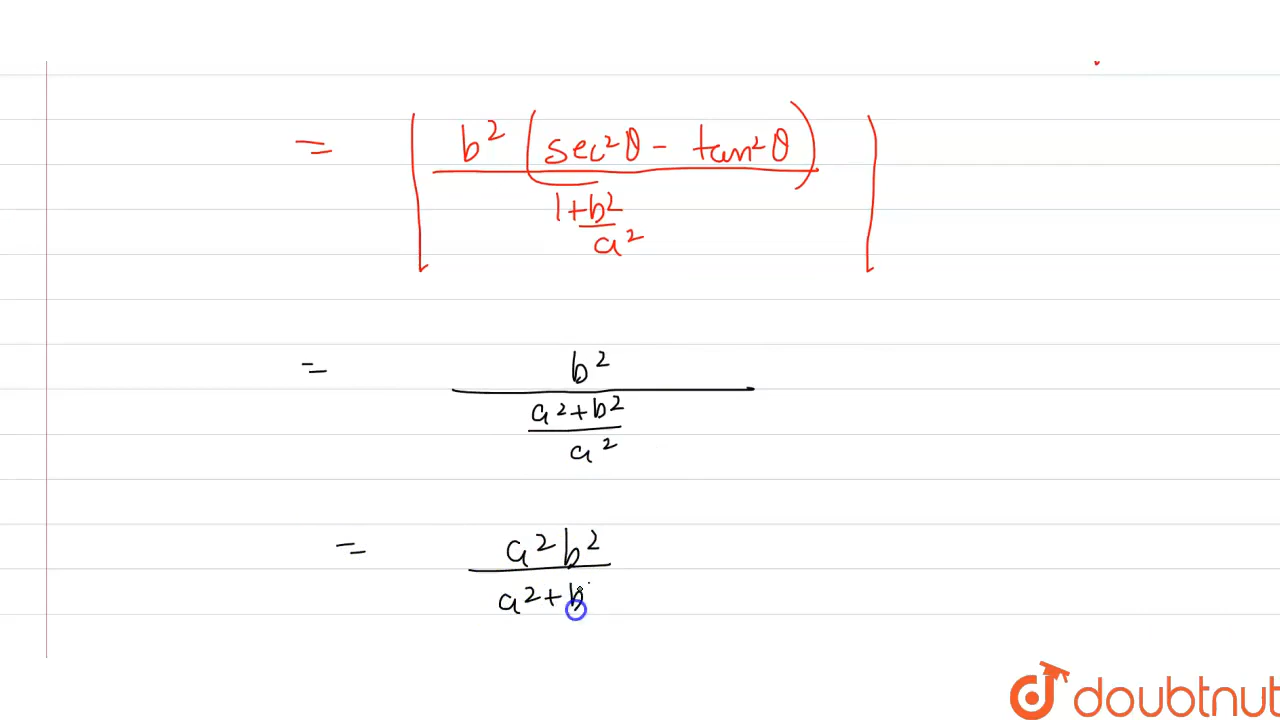 = | b² (sec²θ - tan²θ) / (1 + b²/a²) |
= b² / ((a² + b²)/a²)
= a²b² / (a² + b
doubtnut